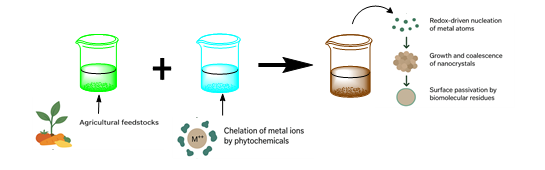 Redox-driven nucleation
of metal atoms
Growth and coalescence
of nanocrystals
Surface passivation by
biomolecular residues
Agricultural feedstocks
Chelation of metal ions
by phytochemicals
M⁺⁺